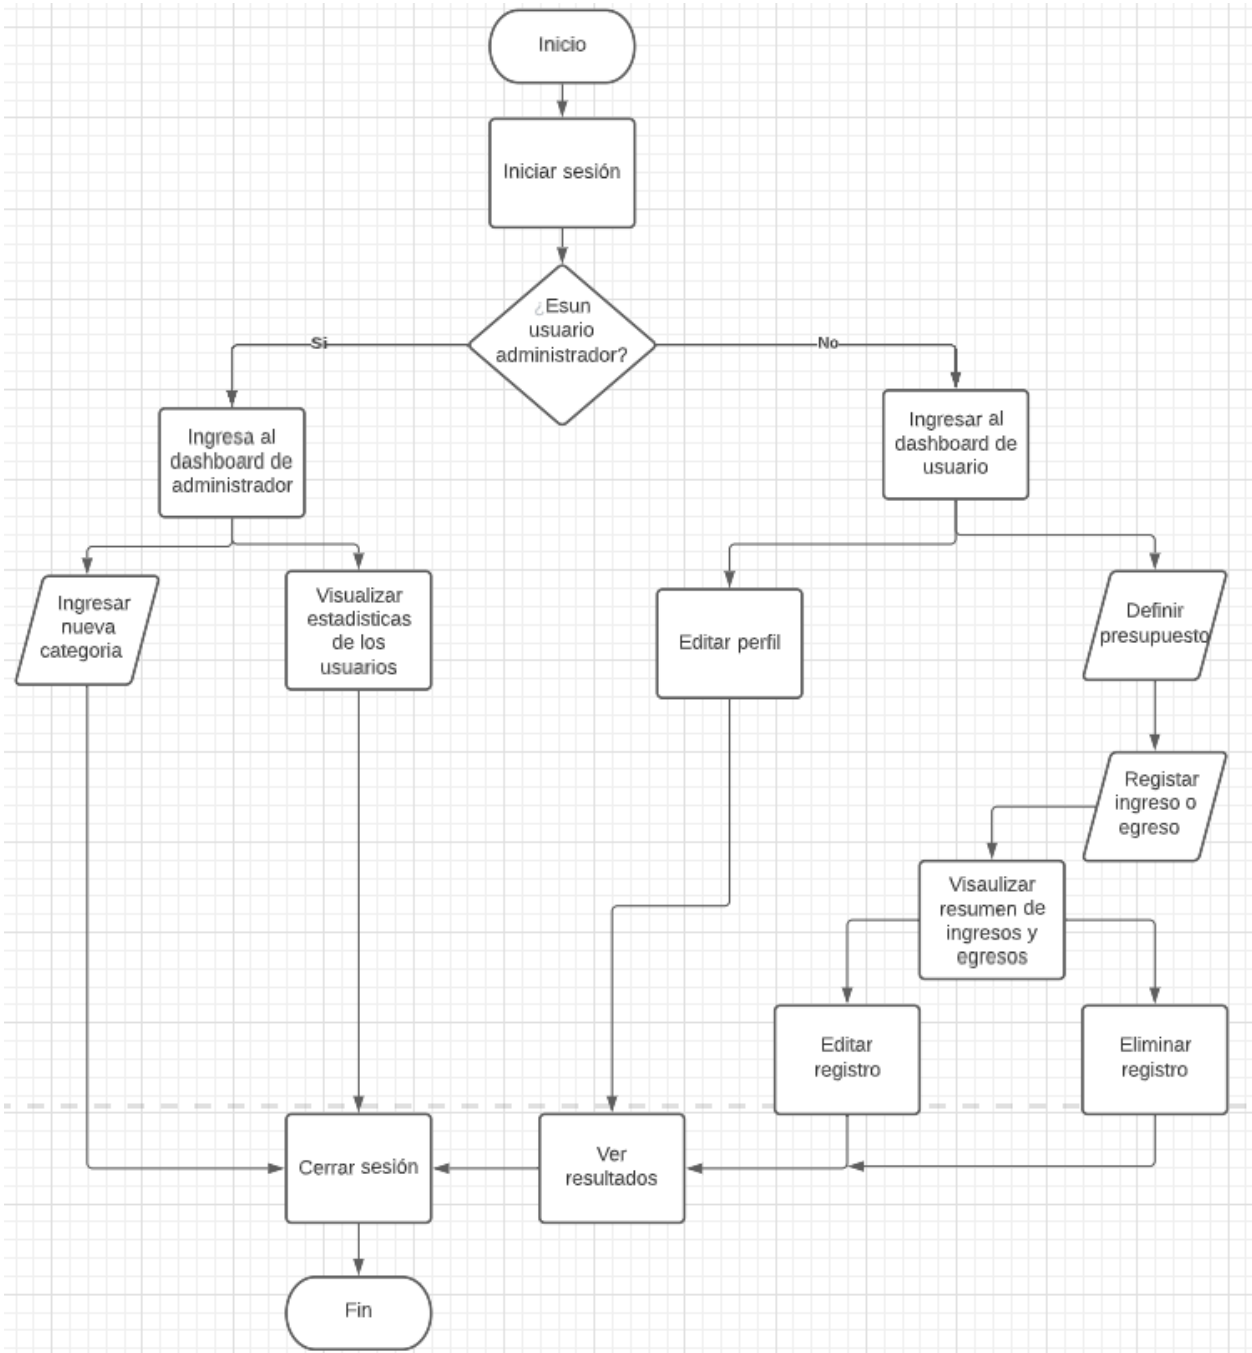 Inicio
Iniciar sesión
¿Esun
usuario
administrador?
Si
No
Ingresa al
dashboard de
administrador
Ingresar al
dashboard de
usuario
Ingresar
nueva
categoria
Visualizar
estadisticas
de los
usuarios
Editar perfil
Definir
presupuesto
Registar
ingreso o
egreso
Visaulizar
resumen de
ingresos y
egresos
Editar
registro
Eliminar
registro
Cerrar sesión
Ver
resultados
Fin